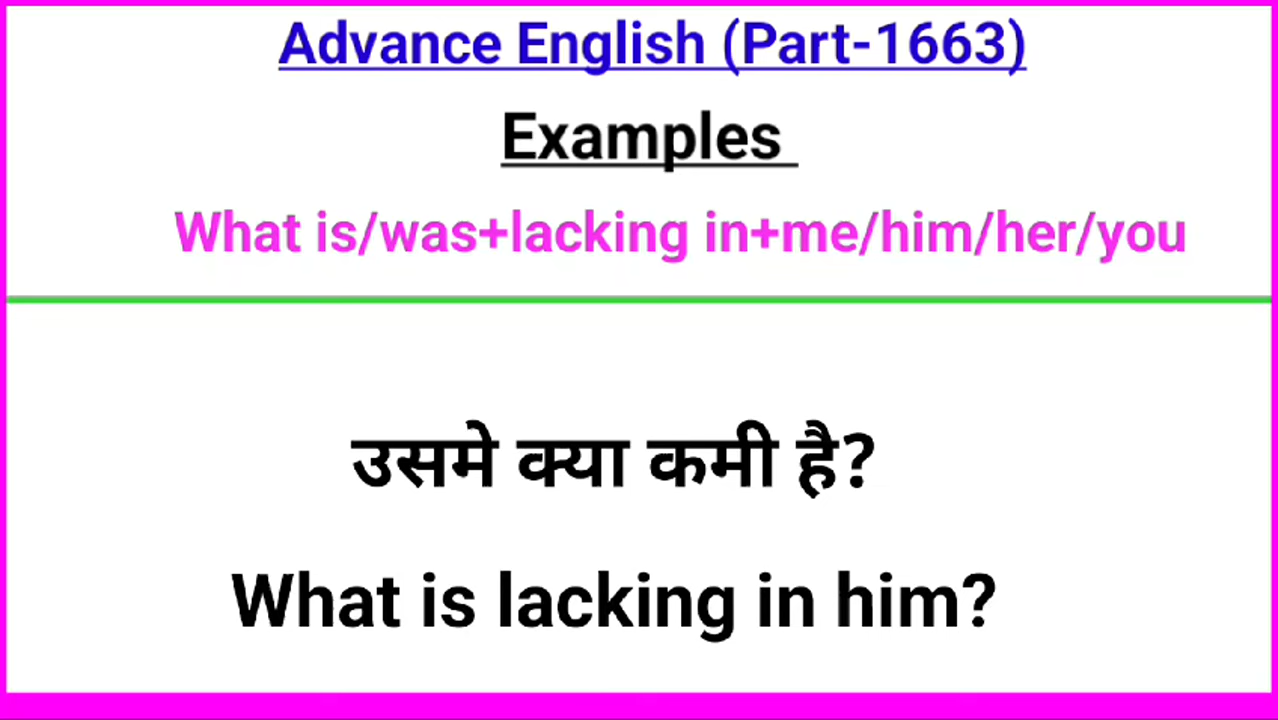 Advance English (Part-1663)
Examples
What is/was+lacking in+me/him/her/you
उसमे क्या कमी है?
What is lacking in him?